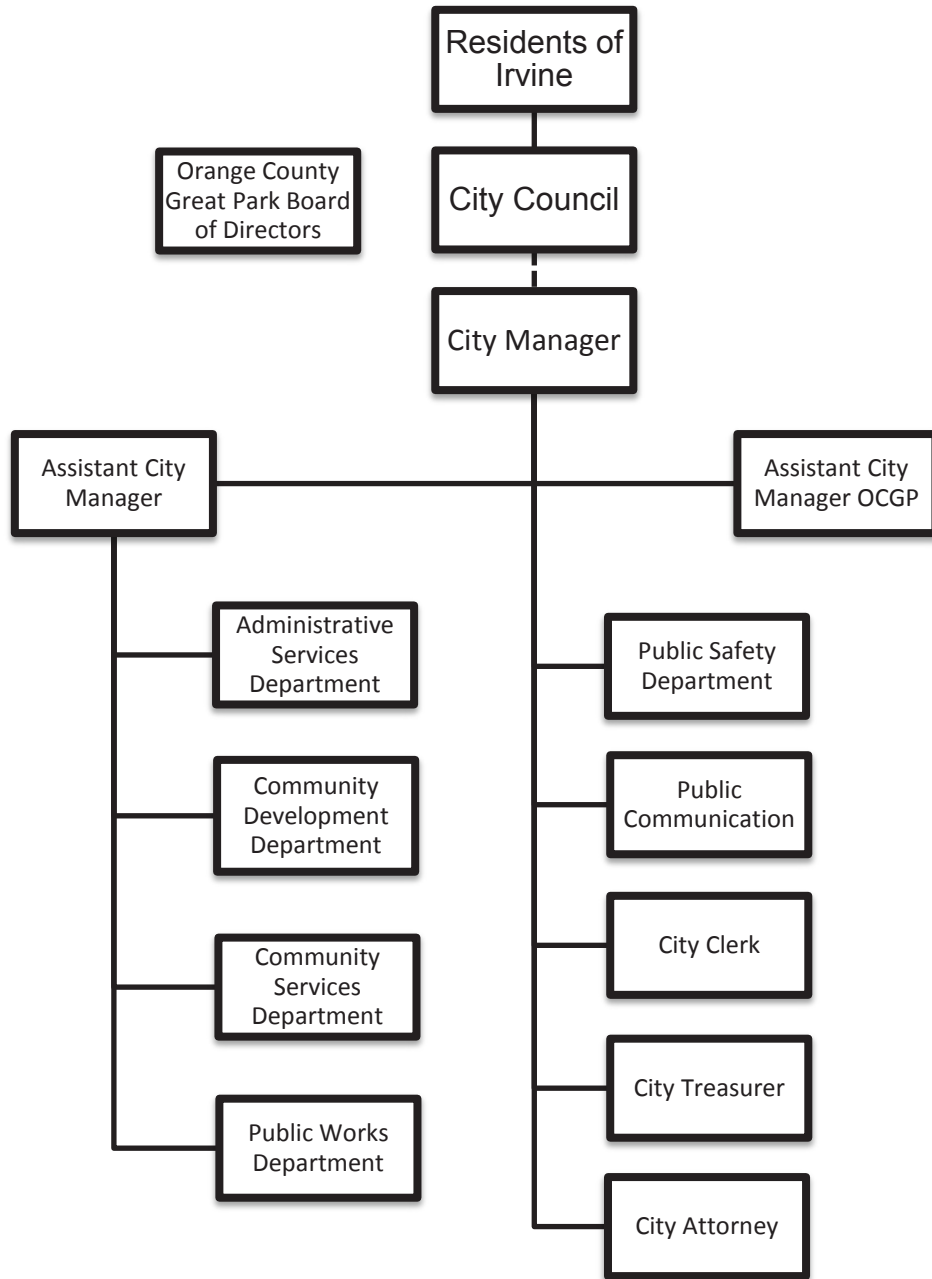 Residents of
Irvine
Orange County
Great Park Board
of Directors
City Council
City Manager
Assistant City
Manager
Assistant City
Manager OCGP
Administrative
Services
Department
Community
Development
Department
Community
Services
Department
Public Works
Department
Public Safety
Department
Public
Communication
City Clerk
City Treasurer
City Attorney